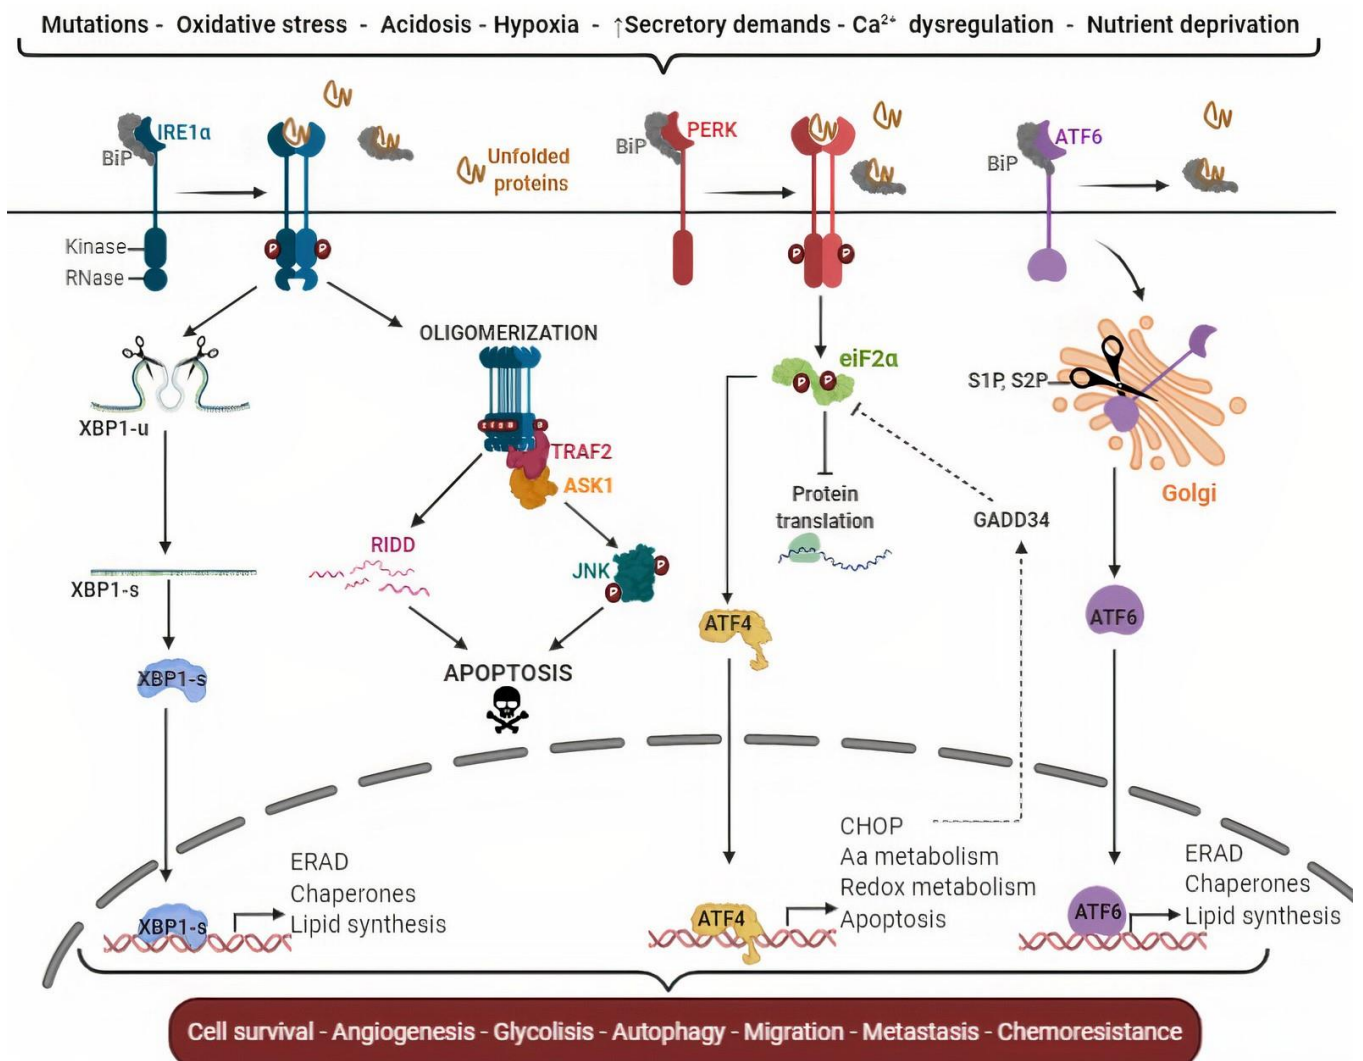 Mutations - Oxidative stress - Acidosis - Hypoxia - ↑Secretory demands - Ca²⁺ dysregulation - Nutrient deprivation
IRE1α
BiP
Unfolded
proteins
PERK
BiP
ATF6
BiP
Kinase
RNase
P
P
P
P
OLIGOMERIZATION
XBP1-u
TRAF2
ASK1
eiF2α
P
P
S1P, S2P
Golgi
Protein
translation
GADD34
RIDD
JNK
P
P
XBP1-s
ATF4
ATF6
XBP1-s
APOPTOSIS
CHOP
Aa metabolism
Redox metabolism
Apoptosis
ERAD
Chaperones
Lipid synthesis
ERAD
Chaperones
Lipid synthesis
XBP1-s
ATF4
ATF6
Cell survival - Angiogenesis - Glycolisis - Autophagy - Migration - Metastasis - Chemoresistance